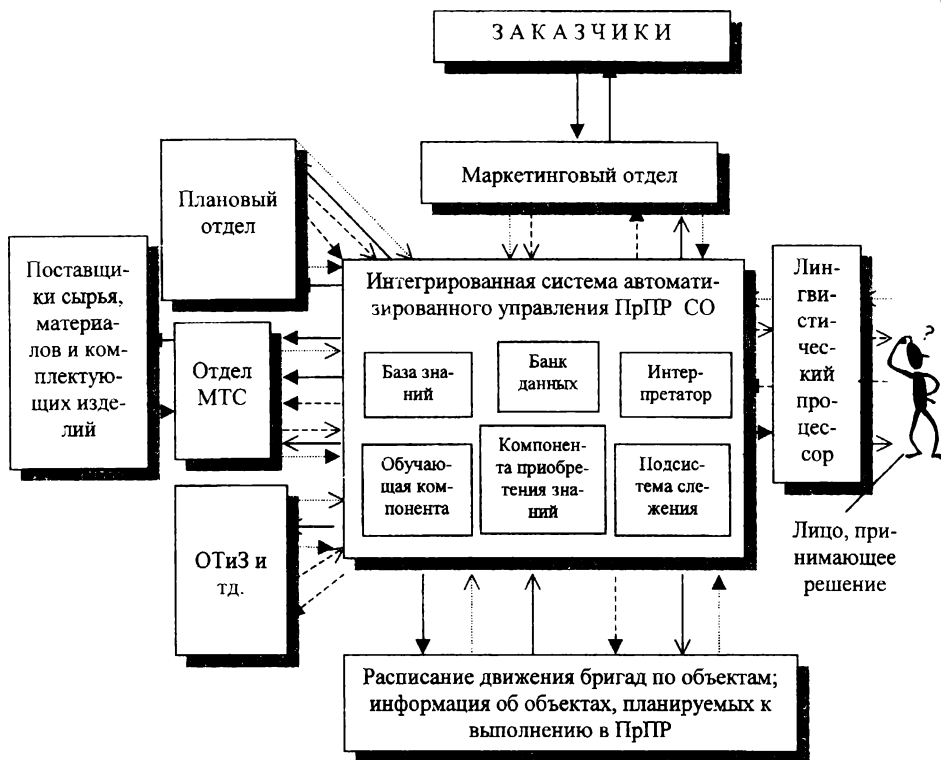 З А К А З Ч И К И
Маркетинговый отдел
Плановый
отдел
Поставщи-
ки сырья,
материа-
лов и ком-
плектую-
щих изде-
лий
Отдел
МТС
ОТиЗ и
тд.
Интегрированная система автомати-
зированного управления ПрПР СО
База зна-
ний
Банк
данных
Интер-
претатор
Обучаю-
щая ком-
понента
Компонен-
та приобре-
тения зна-
ний
Подсис-
тема сле-
жения
Лин-
гви-
сти-
чес-
кий
про-
цес-
сор
?
Лицо, при-
нимающее
решение
Расписание движения бригад по объектам;
информация об объектах, планируемых к
выполнению в ПрПР